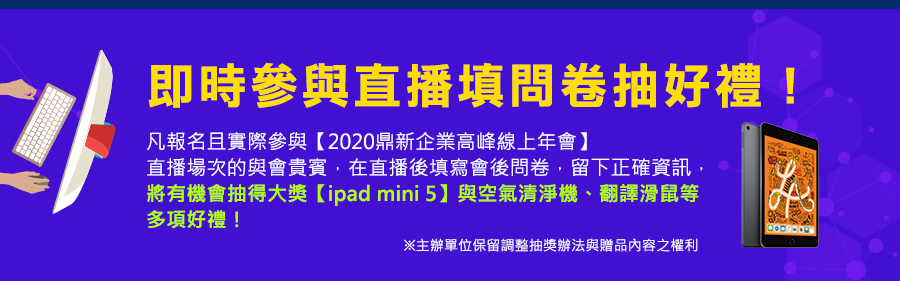 即時參與直播填問卷抽好禮！
凡報名且實際參與【2020鼎新企業高峰線上年會】
直播場次的與會貴賓，在直播後填寫會後問卷，留下正確資訊，
將有機會抽得大獎【ipad mini 5】與空氣清淨機、翻譯滑鼠等
多項好禮！
※主辦單位保留調整抽獎辦法與贈品內容之權利